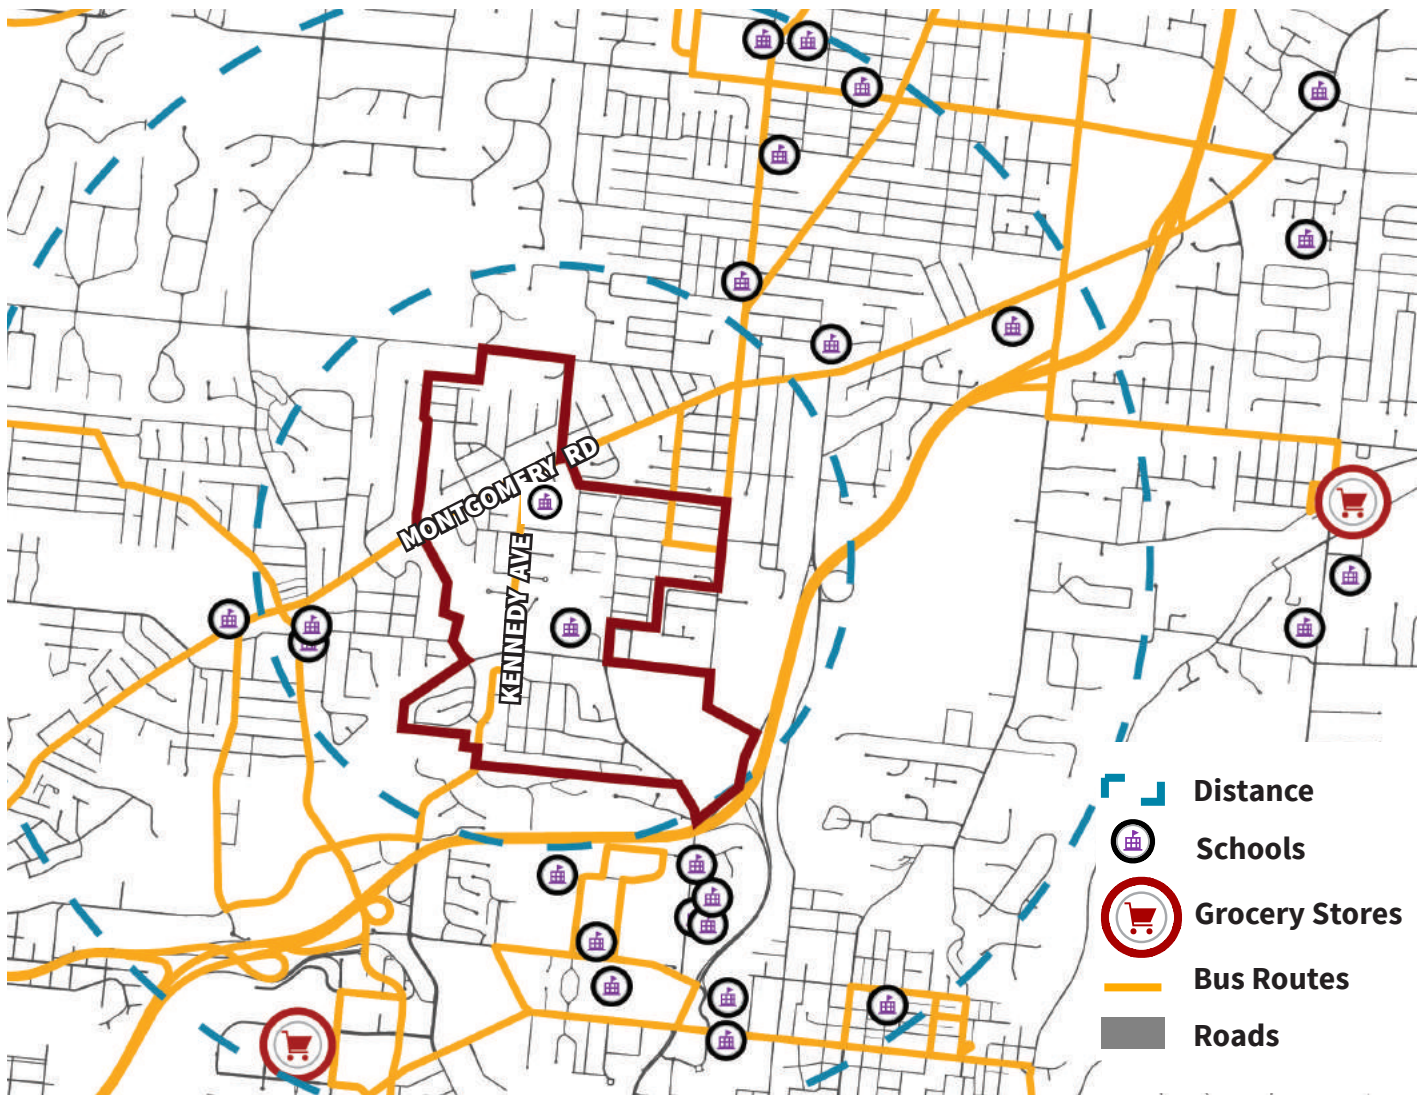 MONTGOMERY RD
KENNEDY AVE
Distance
Schools
Grocery Stores
Bus Routes
Roads